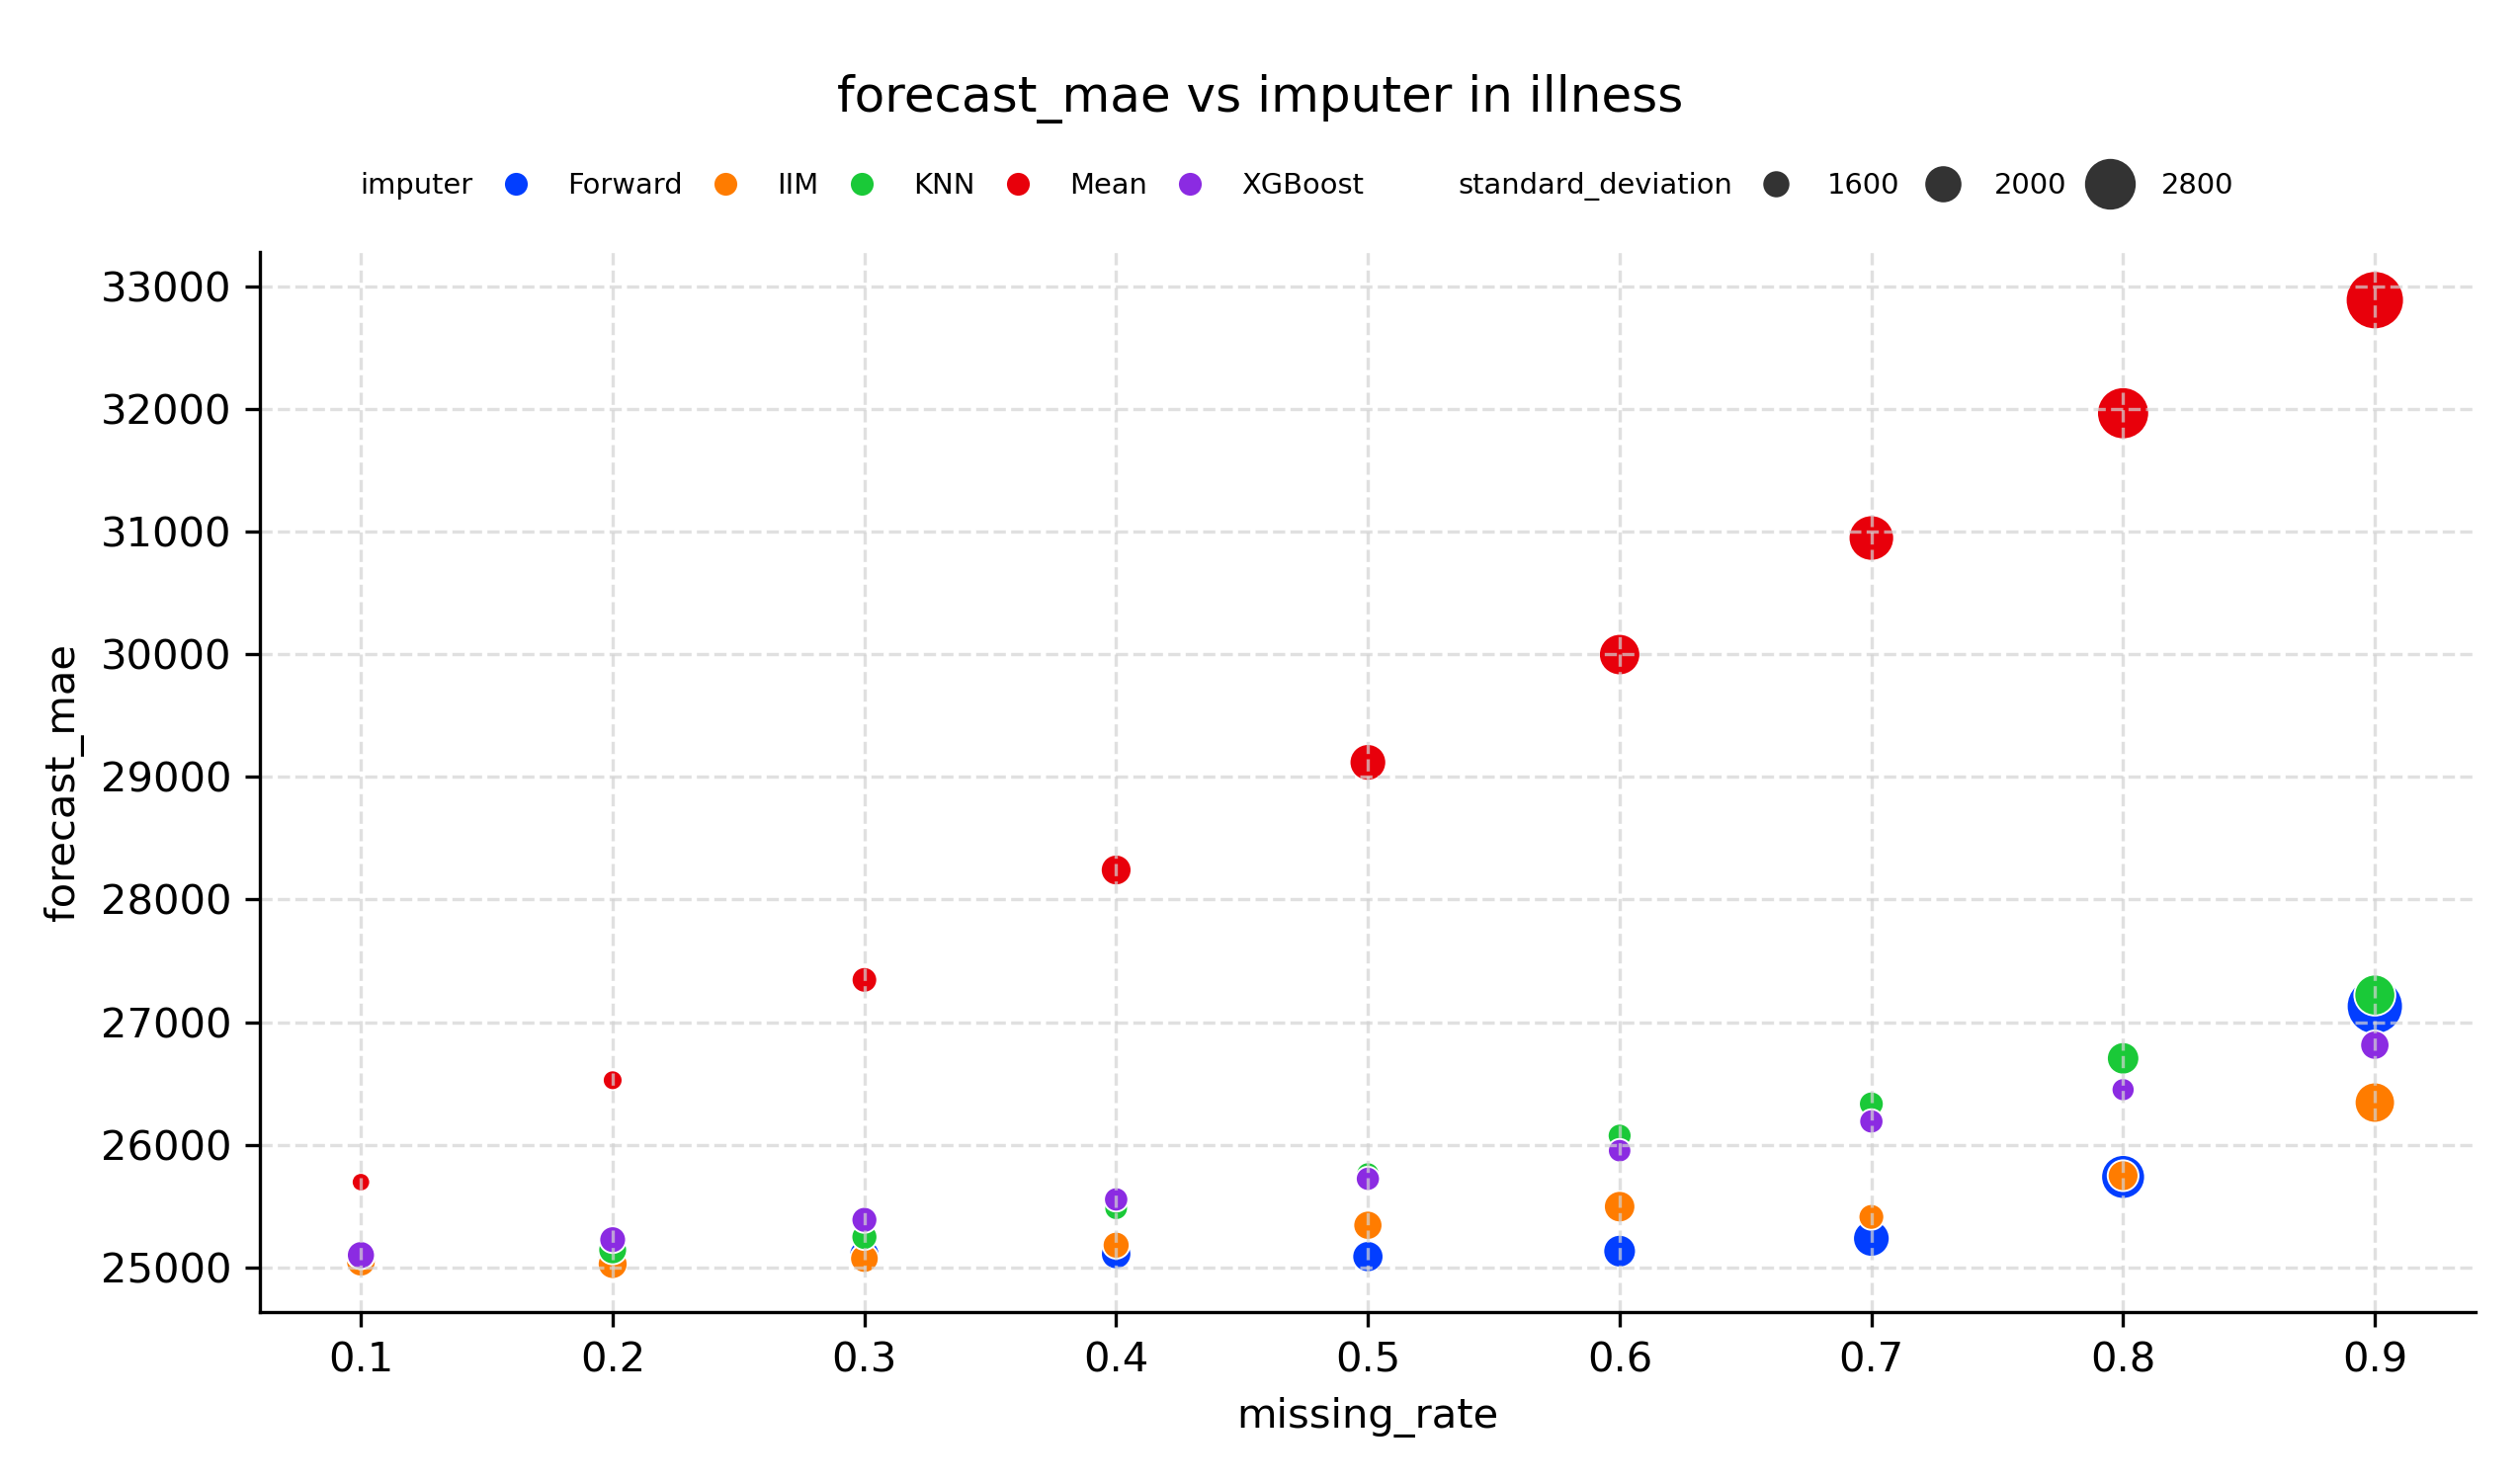 forecast_mae vs imputer in illness
imputer Forward IIM KNN Mean XGBoost standard_deviation 1600 2000 2800
33000
32000
31000
30000
29000
28000
27000
26000
25000
forecast_mae
0.1 0.2 0.3 0.4 0.5 0.6 0.7 0.8 0.9
missing_rate